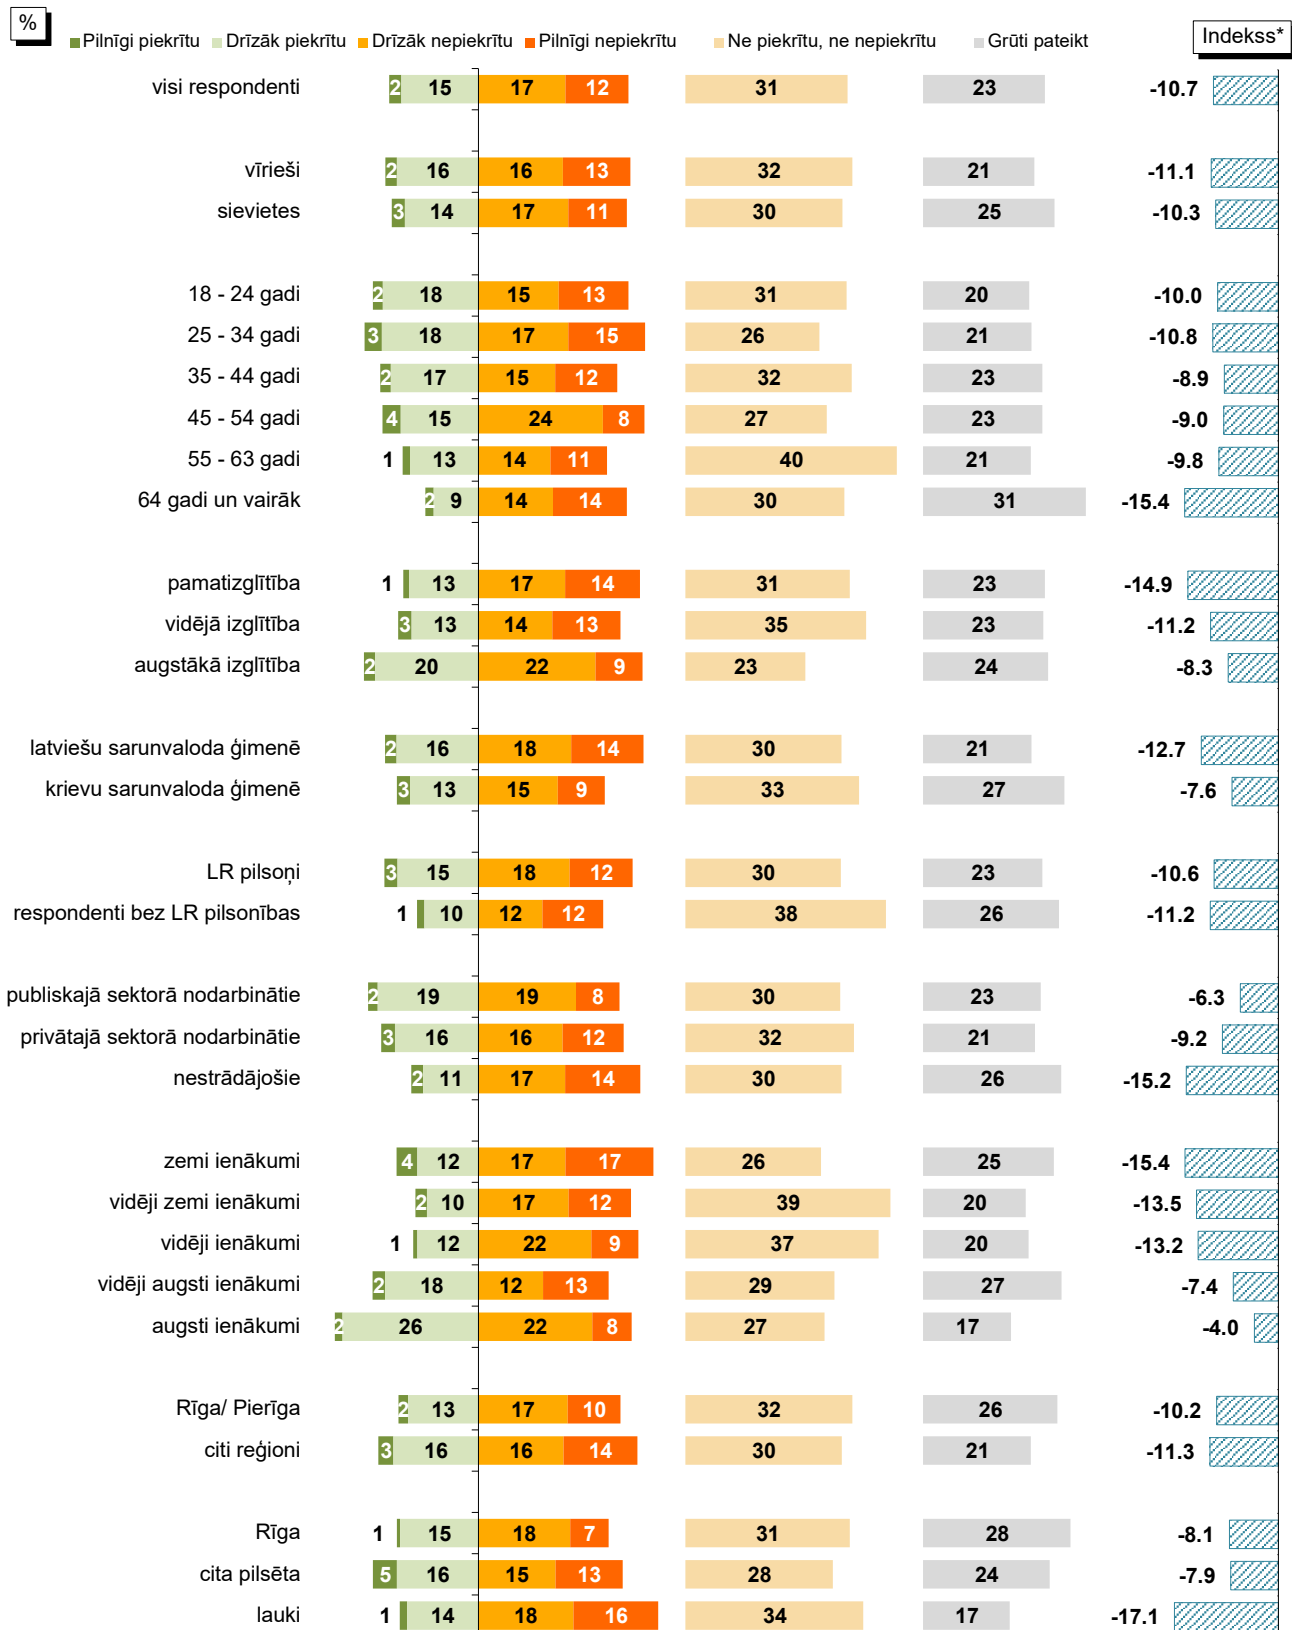 %
Pilnīgi piekrītu Drīzāk piekrītu Drīzāk nepiekrītu Pilnīgi nepiekrītu Ne piekrītu, ne nepiekrītu Grūti pateikt Indekss*
visi respondenti 2 15 17 12 31 23 -10.7
vīrieši 2 16 16 13 32 21 -11.1
sievietes 3 14 17 11 30 25 -10.3
18 - 24 gadi 2 18 15 13 31 20 -10.0
25 - 34 gadi 3 18 17 15 26 21 -10.8
35 - 44 gadi 2 17 15 12 32 23 -8.9
45 - 54 gadi 4 15 24 8 27 23 -9.0
55 - 63 gadi 1 13 14 11 40 21 -9.8
64 gadi un vairāk 2 9 14 14 30 31 -15.4
pamatizglītība 1 13 17 14 31 23 -14.9
vidējā izglītība 3 13 14 13 35 23 -11.2
augstākā izglītība 2 20 22 9 23 24 -8.3
latviešu sarunvaloda ģimenē 2 16 18 14 30 21 -12.7
krievu sarunvaloda ģimenē 3 13 15 9 33 27 -7.6
LR pilsoņi 3 15 18 12 30 23 -10.6
respondenti bez LR pilsonības 1 10 12 12 38 26 -11.2
publiskajā sektorā nodarbinātie 2 19 19 8 30 23 -6.3
privātajā sektorā nodarbinātie 3 16 16 12 32 21 -9.2
nestrādājošie 2 11 17 14 30 26 -15.2
zemi ienākumi 4 12 17 17 26 25 -15.4
vidēji zemi ienākumi 2 10 17 12 39 20 -13.5
vidēji ienākumi 1 12 22 9 37 20 -13.2
vidēji augsti ienākumi 2 18 12 13 29 27 -7.4
augsti ienākumi 2 26 22 8 27 17 -4.0
Rīga/ Pierīga 2 13 17 10 32 26 -10.2
citi reģioni 3 16 16 14 30 21 -11.3
Rīga 1 15 18 7 31 28 -8.1
cita pilsēta 5 16 15 13 28 24 -7.9
lauki 1 14 18 16 34 17 -17.1